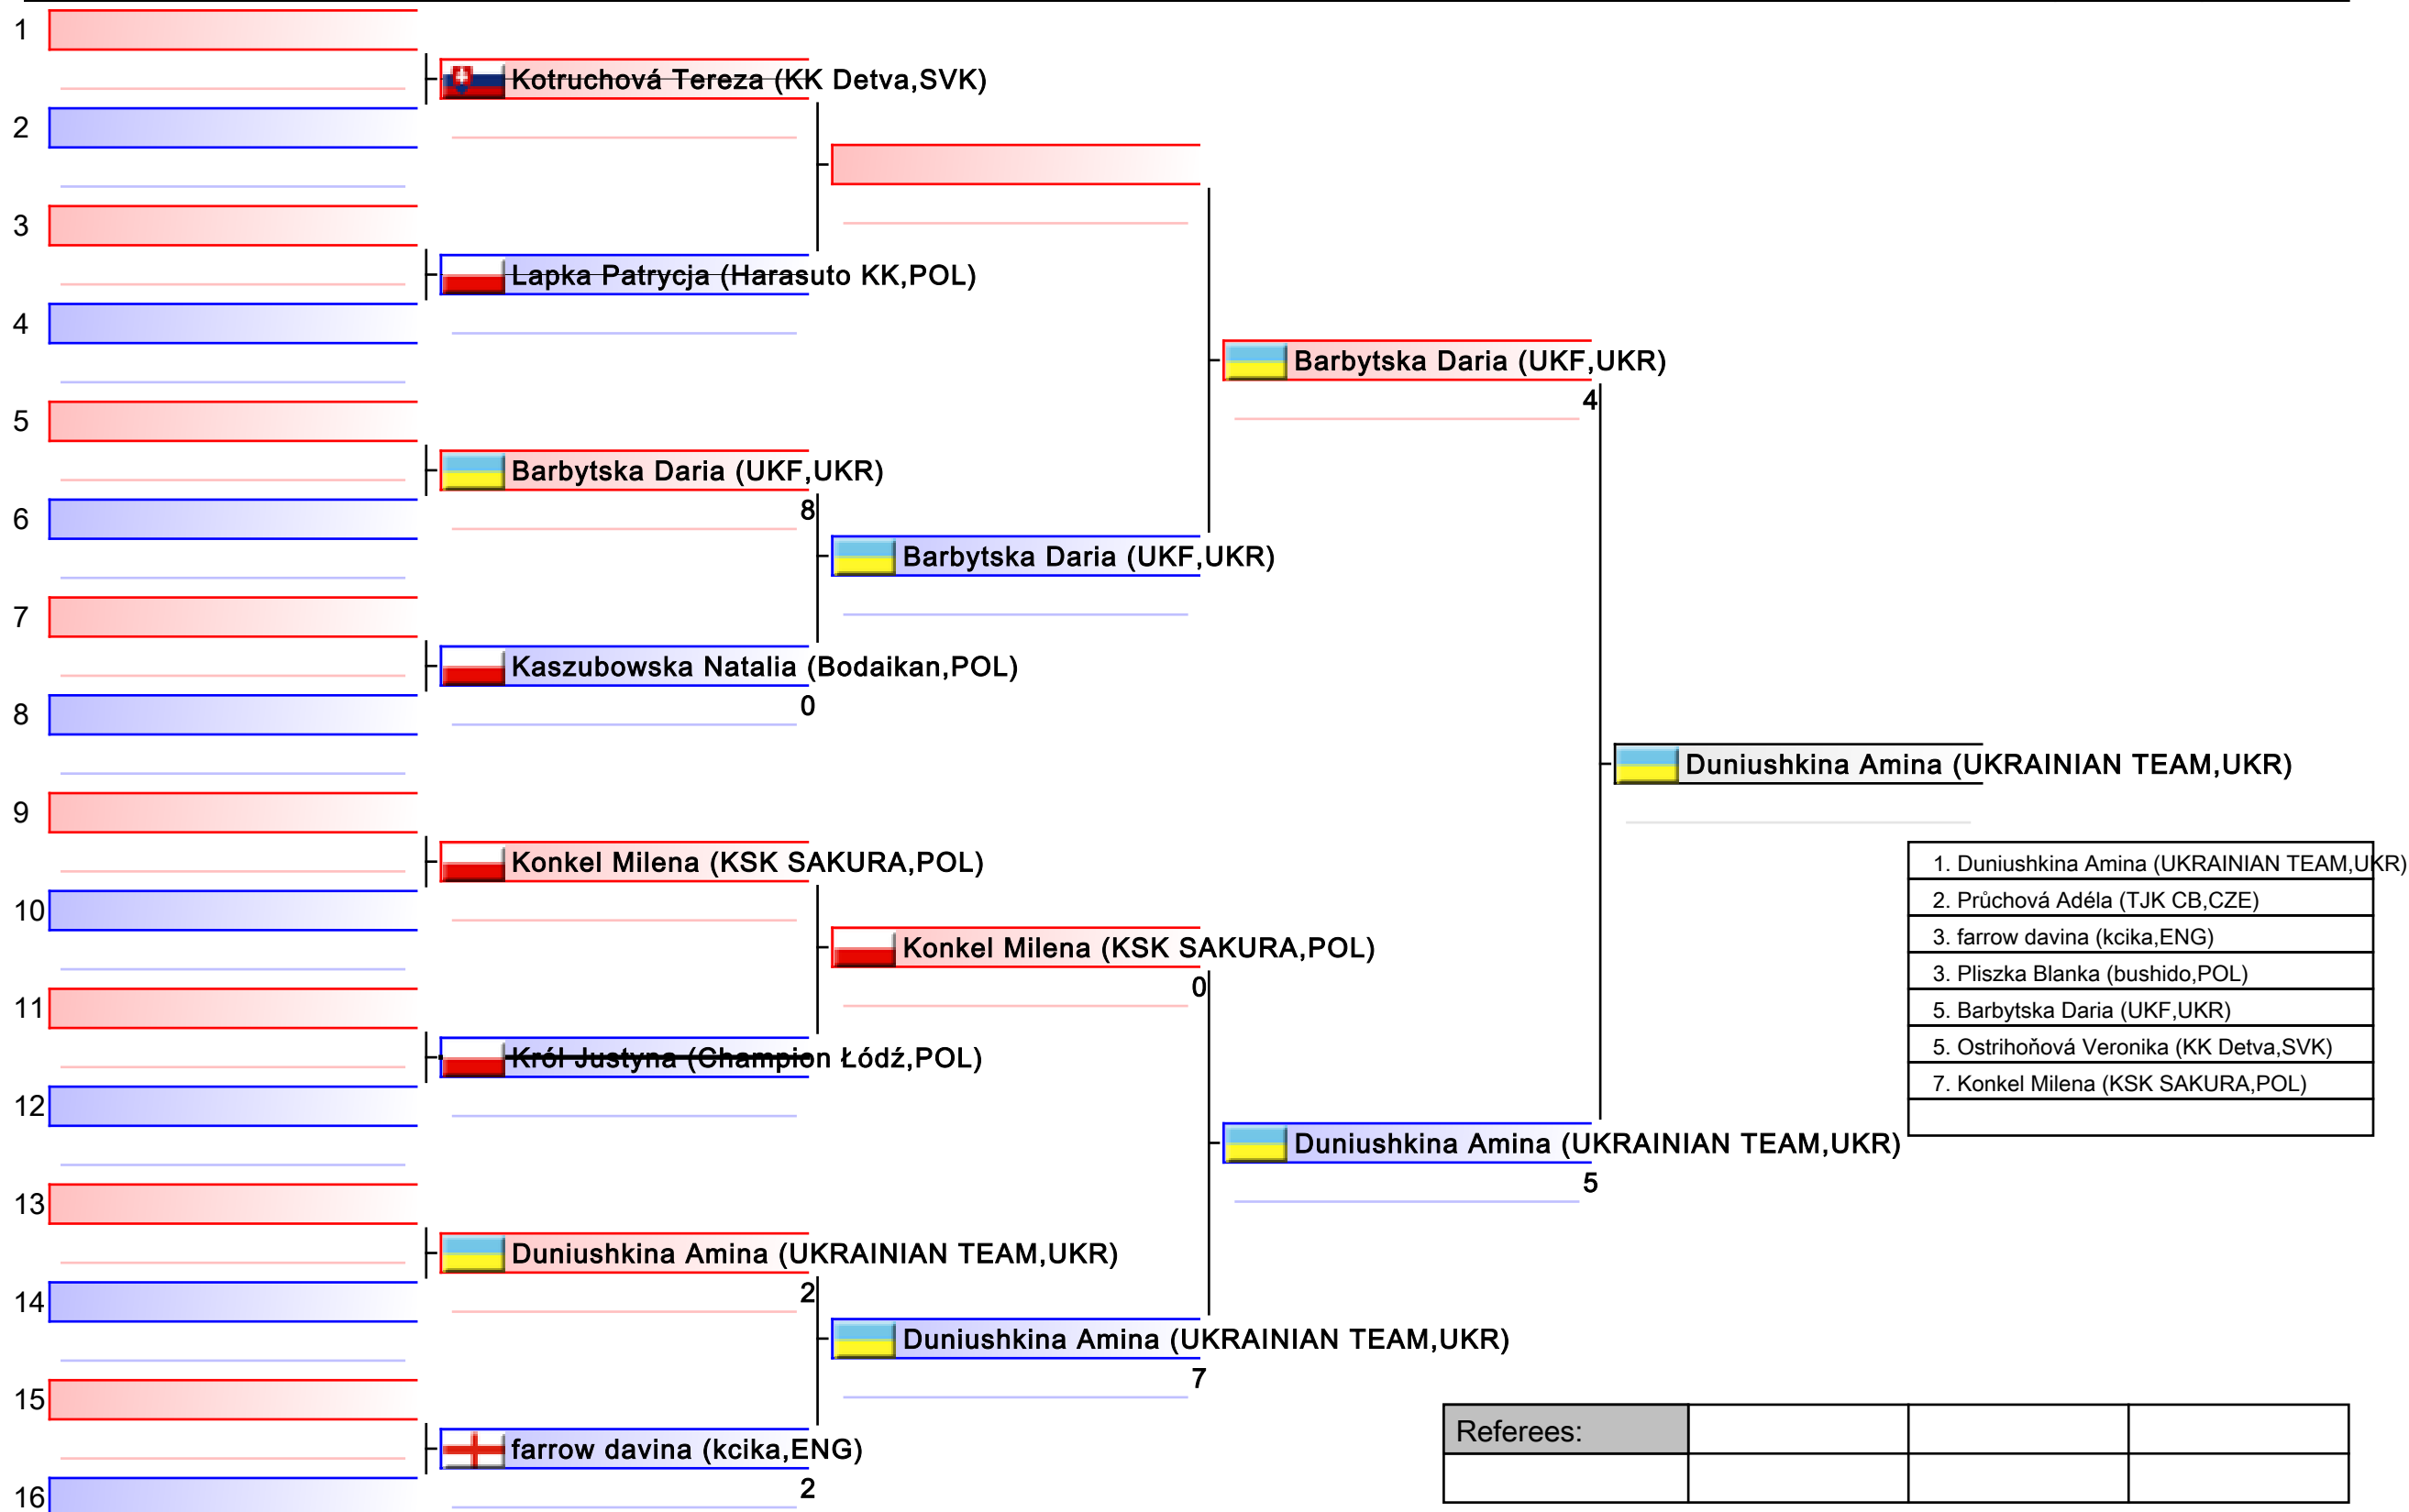 1
Kotruchová Tereza (KK Detva,SVK)
2
3
Lapka Patrycja (Harasuto KK,POL)
4
Barbytska Daria (UKF,UKR)
4
5
Barbytska Daria (UKF,UKR)
8
6
Barbytska Daria (UKF,UKR)
7
Kaszubowska Natalia (Bodaikan,POL)
0
8
Duniushkina Amina (UKRAINIAN TEAM,UKR)
9
Konkel Milena (KSK SAKURA,POL)
1. Duniushkina Amina (UKRAINIAN TEAM,UKR)
2. Průchová Adéla (TJK CB,CZE)
3. farrow davina (kcika,ENG)
3. Pliszka Blanka (bushido,POL)
5. Barbytska Daria (UKF,UKR)
5. Ostrihoňová Veronika (KK Detva,SVK)
7. Konkel Milena (KSK SAKURA,POL)
10
Konkel Milena (KSK SAKURA,POL)
0
11
Król Justyna (Champion Łódź,POL)
12
Duniushkina Amina (UKRAINIAN TEAM,UKR)
5
13
Duniushkina Amina (UKRAINIAN TEAM,UKR)
2
14
Duniushkina Amina (UKRAINIAN TEAM,UKR)
7
15
farrow davina (kcika,ENG)
2
16
Referees: